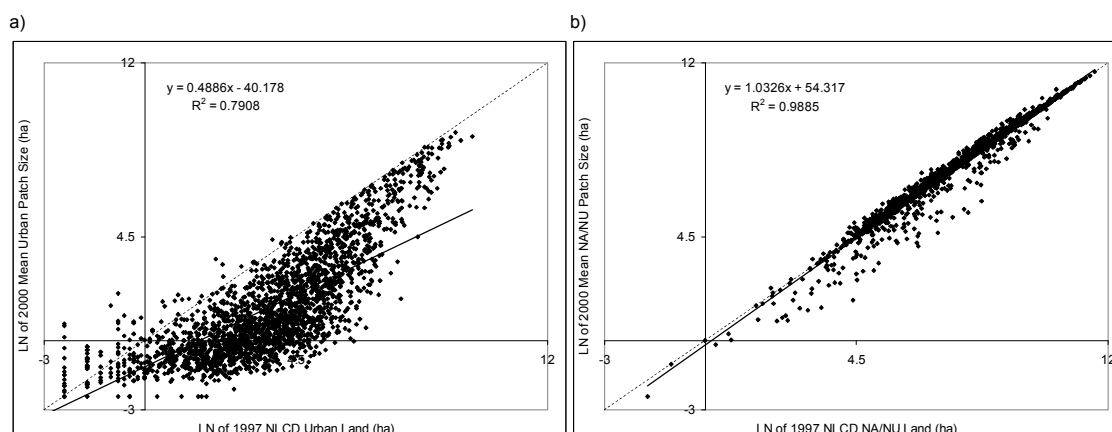 a)
12
y = 0.4886x - 40.178
R² = 0.7908
LN of 2000 Mean Urban Patch Size (ha)
4.5
-3
4.5
12
-3
LN of 1997 NLCD Urban Land (ha)
b)
12
y = 1.0326x + 54.317
R² = 0.9885
LN of 2000 Mean NA/NU Patch Size (ha)
4.5
-3
4.5
12
-3
LN of 1997 NLCD NA/NU Land (ha)